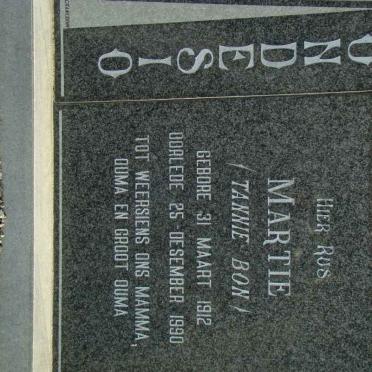 ONDESIO
HIER RUS
MARTIE
(TANNIE BON)
GEBORE 31 MAART 1912
OORLEDE 25 DESEMBER 1990
TOT WEERSIENS ONS MAMMA,
OUMA EN GROOT OUMA